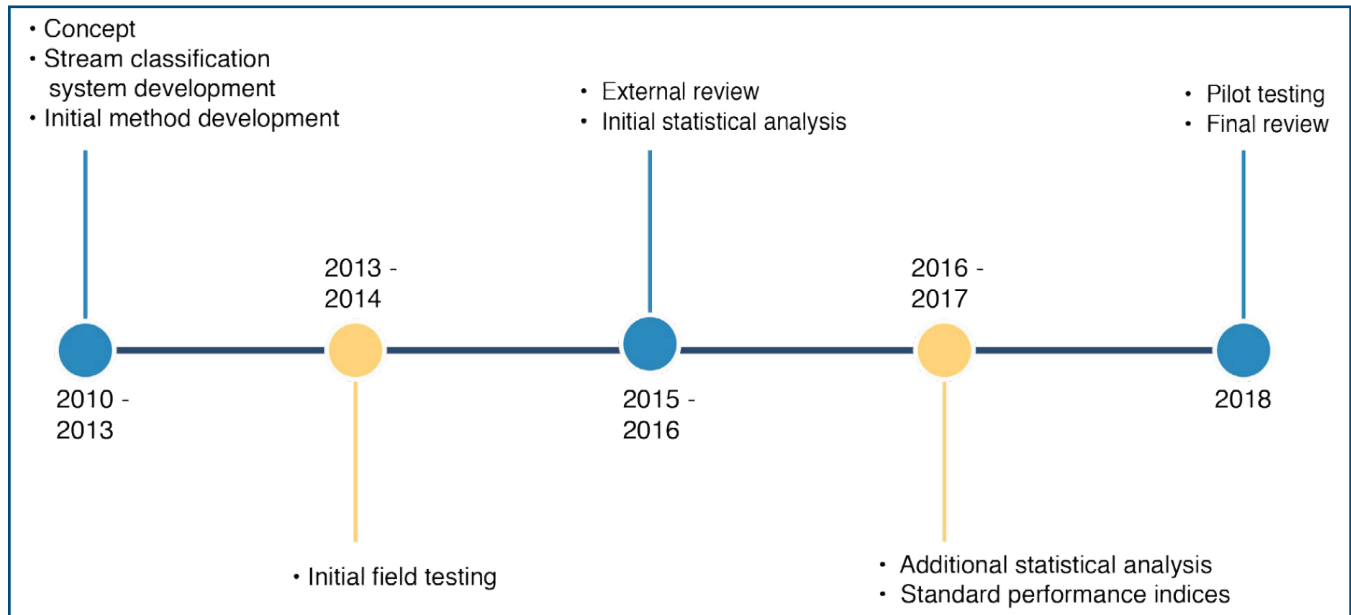 • Concept
• Stream classification
system development
• Initial method development
2010 -
2013
2013 -
2014
• Initial field testing
• External review
• Initial statistical analysis
2015 -
2016
2016 -
2017
• Additional statistical analysis
• Standard performance indices
• Pilot testing
• Final review
2018